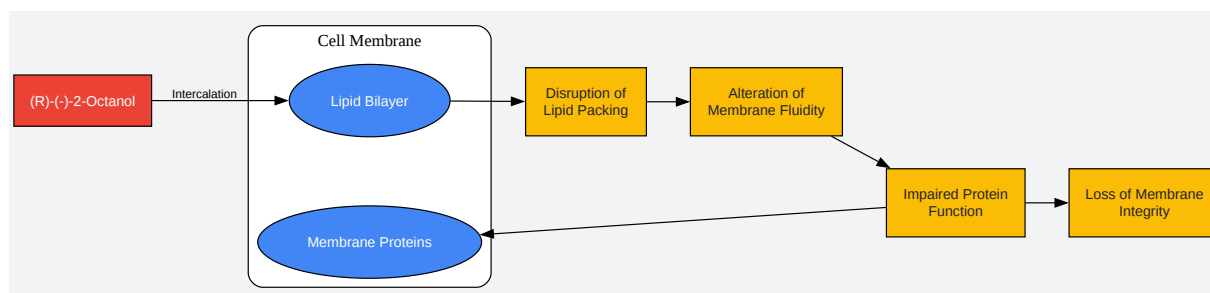 Cell Membrane
(R)-(-)-2-Octanol
Intercalation
Lipid Bilayer
Disruption of
Lipid Packing
Alteration of
Membrane Fluidity
Impaired Protein
Function
Loss of Membrane
Integrity
Membrane Proteins